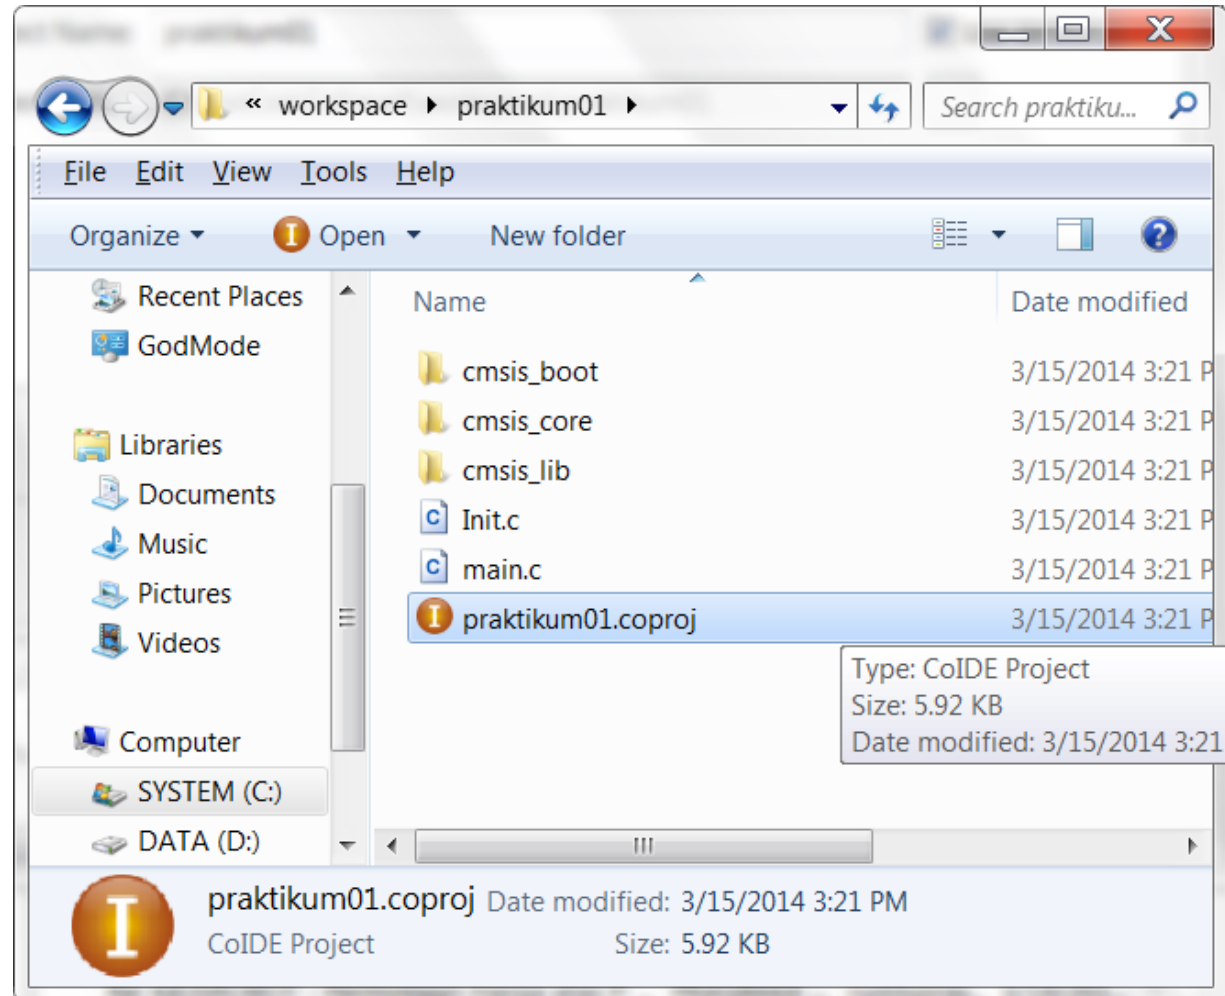 « workspace ▸ praktikum01 ▸ Search praktiku...
File Edit View Tools Help
Organize Open New folder
Recent Places
GodMode
Libraries
Documents
Music
Pictures
Videos
Computer
SYSTEM (C:)
DATA (D:)
Name Date modified
cmsis_boot 3/15/2014 3:21 P
cmsis_core 3/15/2014 3:21 P
cmsis_lib 3/15/2014 3:21 P
Init.c 3/15/2014 3:21 P
main.c 3/15/2014 3:21 P
praktikum01.coproj 3/15/2014 3:21 P
Type: CoIDE Project
Size: 5.92 KB
Date modified: 3/15/2014 3:21
praktikum01.coproj Date modified: 3/15/2014 3:21 PM
CoIDE Project Size: 5.92 KB